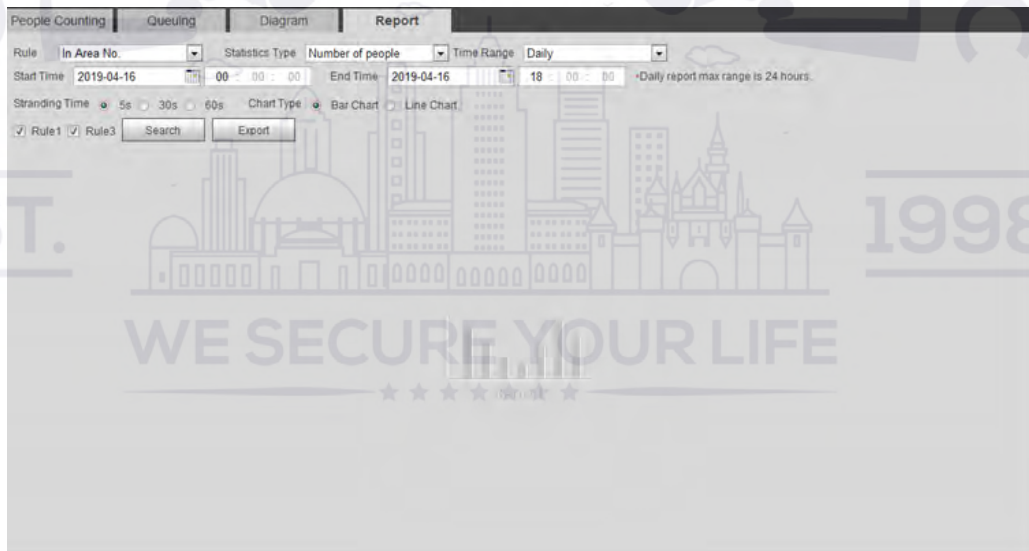 People Counting Queuing Diagram Report
Rule In Area No. Statistics Type Number of people Time Range Daily
Start Time 2019-04-16 00 : 00 : 00 End Time 2019-04-16 18 : 00 : 00 *Daily report max range is 24 hours.
Stranding Time 5s 30s 60s Chart Type Bar Chart Line Chart
Rule1 Rule3 Search Export
T. 1998
WE SECURE YOUR LIFE